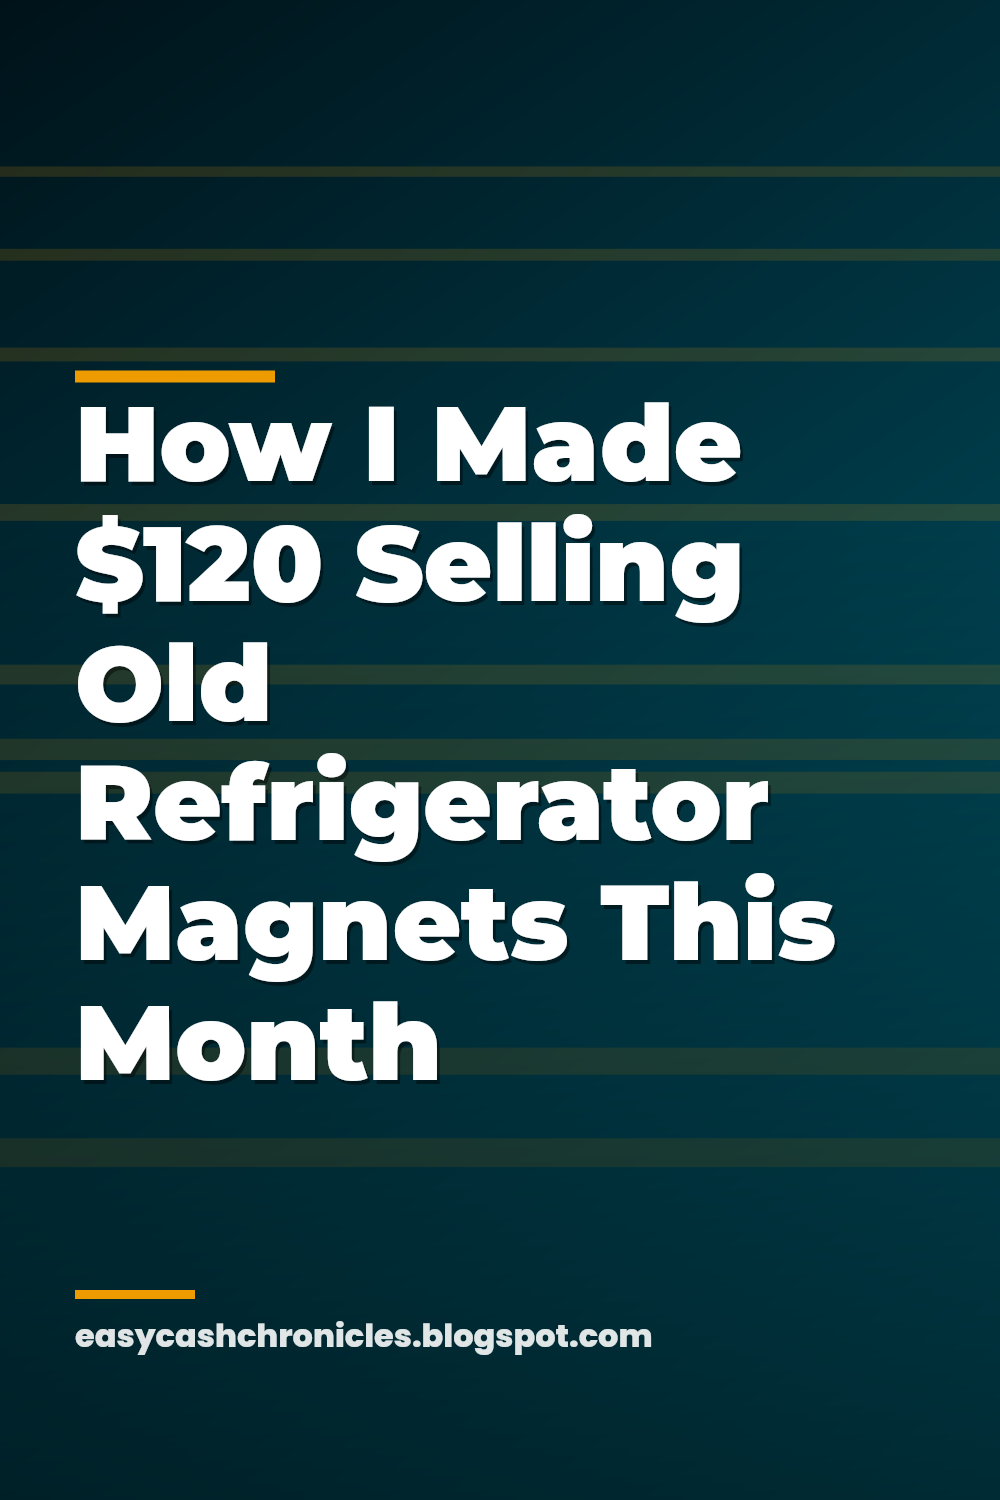 How I Made
$120 Selling
Old
Refrigerator
Magnets This
Month
easycashchronicles.blogspot.com